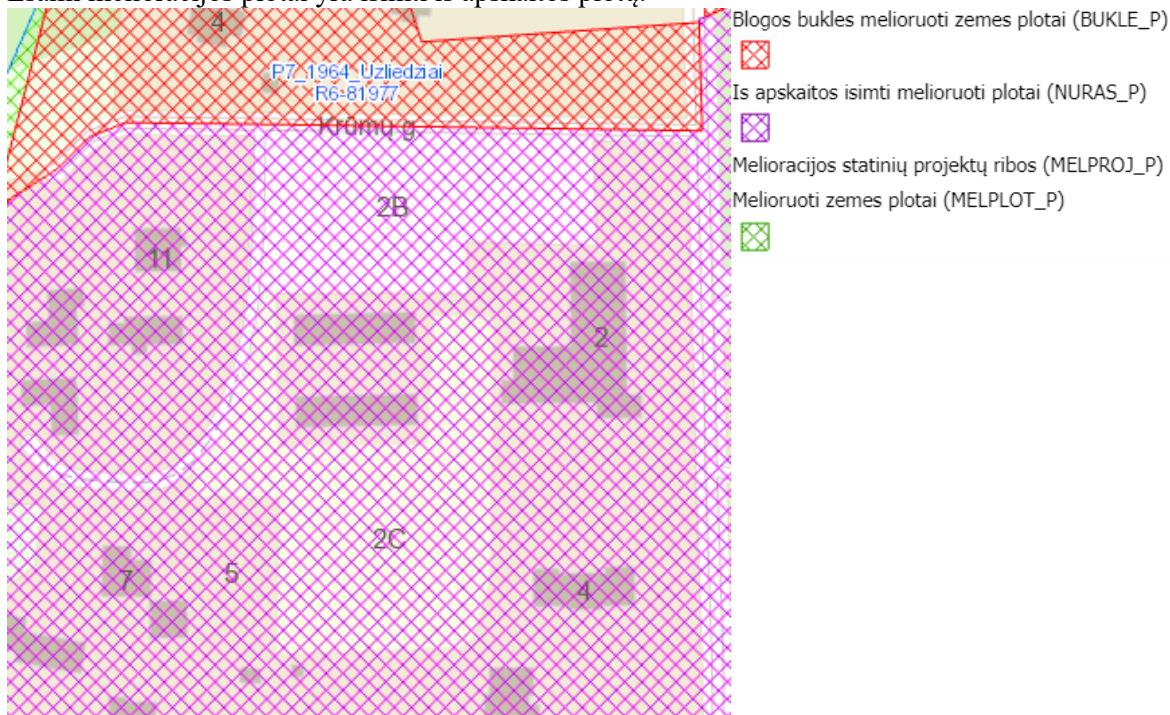 4
P7_1964_Uzliedžiai
R6-81977
Krūmų g.
2B
11
2
2C
7
5
4
Blogos bukles melioruoti zemes plotai (BUKLE_P)
Is apskaitos isimti melioruoti plotai (NURAS_P)
Melioracijos statinių projektų ribos (MELPROJ_P)
Melioruoti zemes plotai (MELPLOT_P)